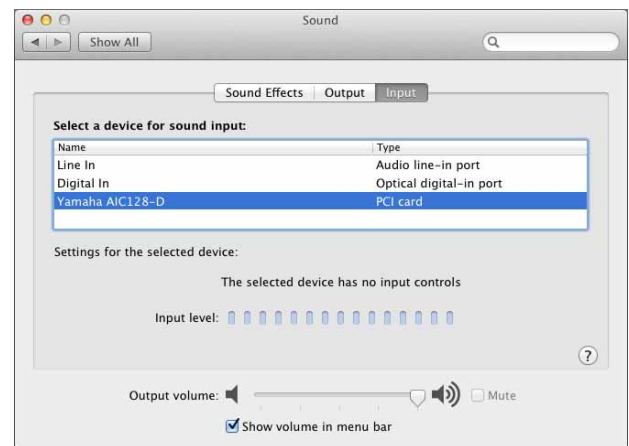 Sound
Show All
Sound Effects Output Input
Select a device for sound input:
Name Type
Line In Audio line-in port
Digital In Optical digital-in port
Yamaha AIC128-D PCI card
Settings for the selected device:
The selected device has no input controls
Input level:
?
Output volume: Mute
Show volume in menu bar